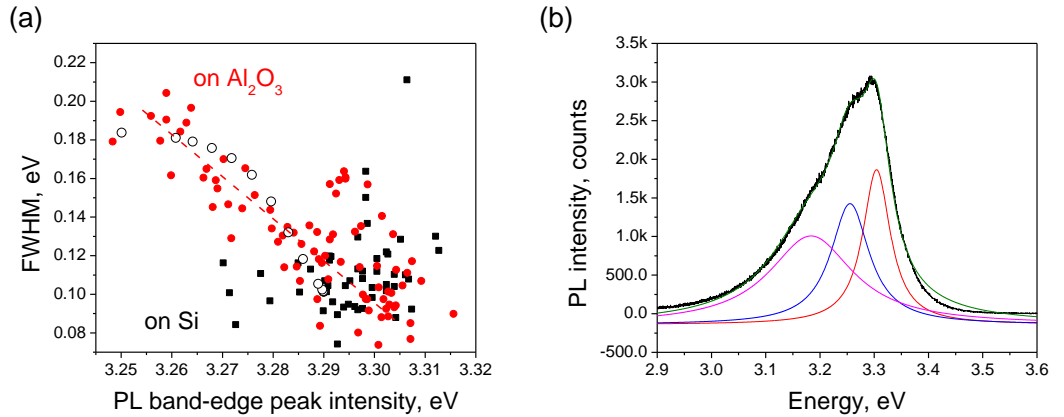 (a)
0.22
0.20
0.18
0.16
0.14
0.12
0.10
0.08
FWHM, eV
on Al₂O₃
on Si
3.25 3.26 3.27 3.28 3.29 3.30 3.31 3.32
PL band-edge peak intensity, eV
(b)
3.5k
3.0k
2.5k
2.0k
1.5k
1.0k
500.0
0.0
-500.0
PL intensity, counts
2.9 3.0 3.1 3.2 3.3 3.4 3.5 3.6
Energy, eV